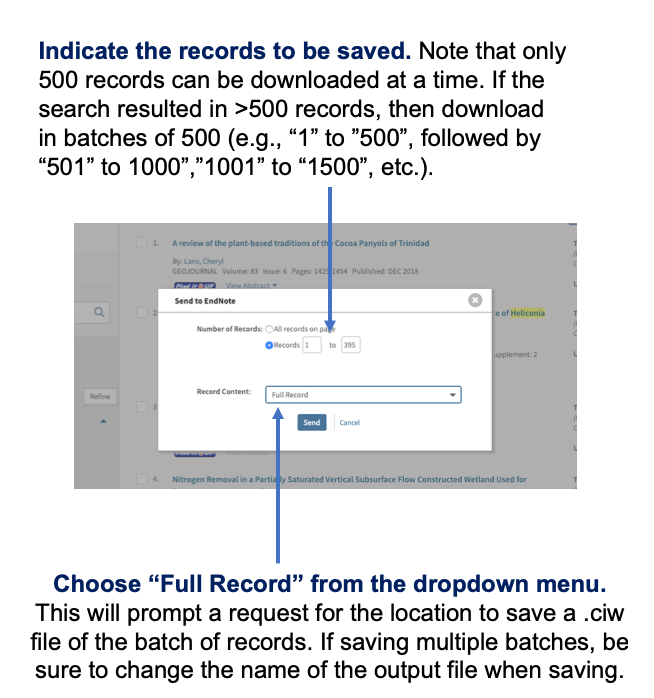 Indicate the records to be saved. Note that only
500 records can be downloaded at a time. If the
search resulted in >500 records, then download
in batches of 500 (e.g., “1” to ”500”, followed by
“501” to 1000”,”1001” to “1500”, etc.).
1. A review of the plant-based traditions of the Cocoa Panyols of Trinidad
By: Lans, Cheryl
GEOJOURNAL Volume: 83 Issue: 6 Pages: 1425 1454 Published: DEC 2018
View Abstract
Send to EndNote
2
e of Heliconia
Number of Records: All records on page
Records 1 to 395
upplement: 2
Record Content: Full Record
Refine
3
Send Cancel
4. Nitrogen Removal in a Partially Saturated Vertical Subsurface Flow Constructed Wetland Used for
Choose “Full Record” from the dropdown menu.
This will prompt a request for the location to save a .ciw
file of the batch of records. If saving multiple batches, be
sure to change the name of the output file when saving.